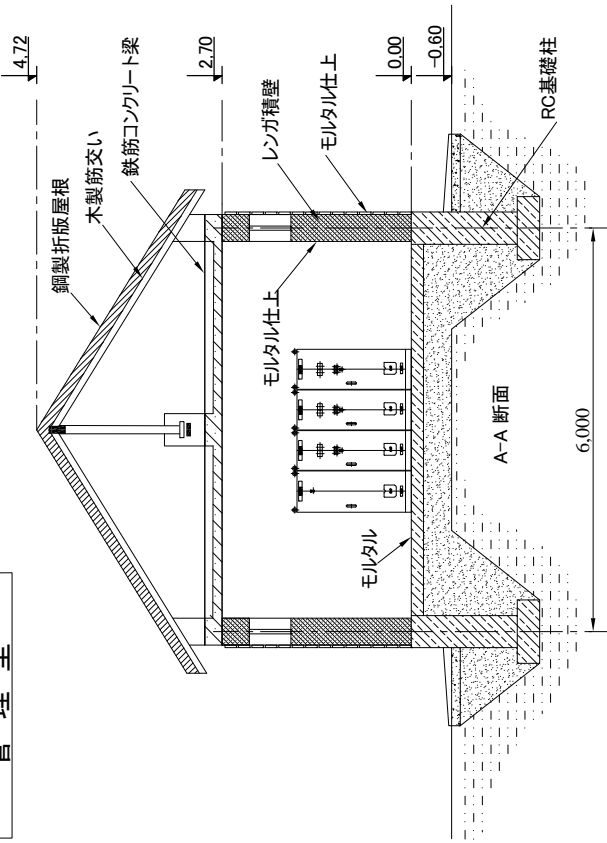 管 理 室
4.72
2.70
0.00
-0.60
鋼製折版屋根
木製筋交い
鉄筋コンクリート梁
レンガ積壁
モルタル仕上
モルタル仕上
モルタル
RC基礎柱
A-A 断面
6,000